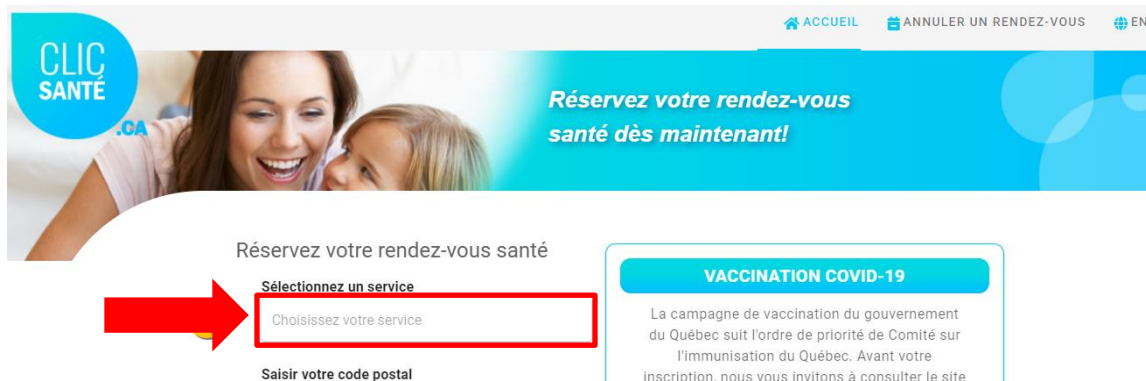 ACCUEIL ANNULER UN RENDEZ-VOUS EN
CLIC
SANTÉ
.CA
Réservez votre rendez-vous
santé dès maintenant!
Réservez votre rendez-vous santé
Sélectionnez un service
Choisissez votre service
Saisir votre code postal
VACCINATION COVID-19
La campagne de vaccination du gouvernement
du Québec suit l'ordre de priorité de Comité sur
l'immunisation du Québec. Avant votre
inscription, nous vous invitons à consulter le site